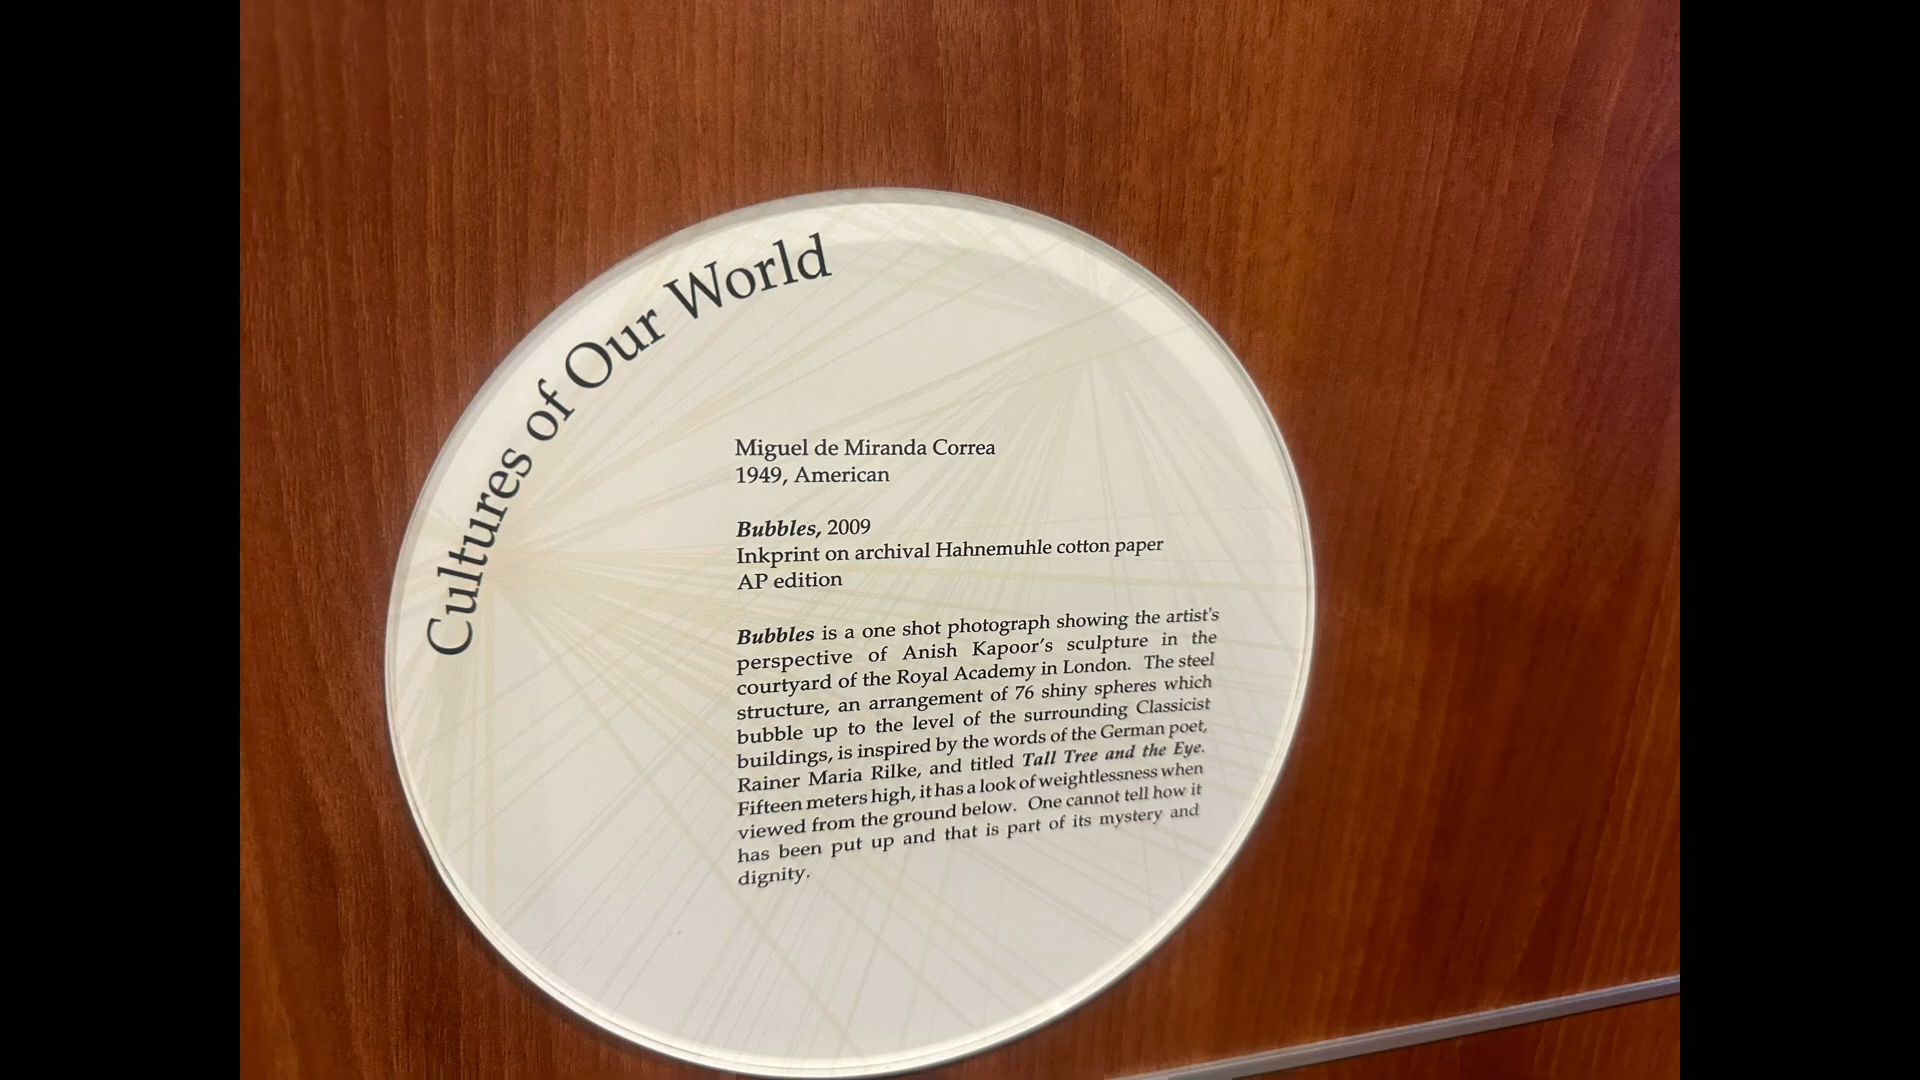 Cultures of Our World
Miguel de Miranda Correa
1949, American
Bubbles, 2009
Inkprint on archival Hahnemuhle cotton paper
AP edition
Bubbles is a one shot photograph showing the artist's
perspective of Anish Kapoor's sculpture in the
courtyard of the Royal Academy in London. The steel
structure, an arrangement of 76 shiny spheres which
bubble up to the level of the surrounding Classicist
buildings, is inspired by the words of the German poet,
Rainer Maria Rilke, and titled Tall Tree and the Eye.
Fifteen meters high, it has a look of weightlessness when
viewed from the ground below. One cannot tell how it
has been put up and that is part of its mystery and
dignity.